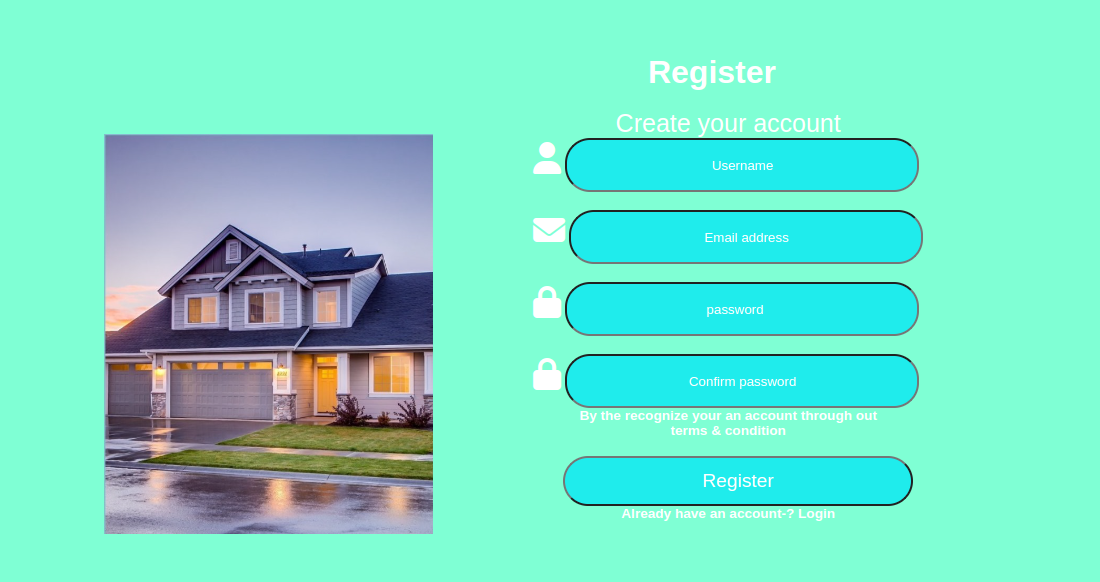 Register
Create your account
Username
Email address
password
Confirm password
By the recognize your an account through out
terms & condition
Register
Already have an account-? Login